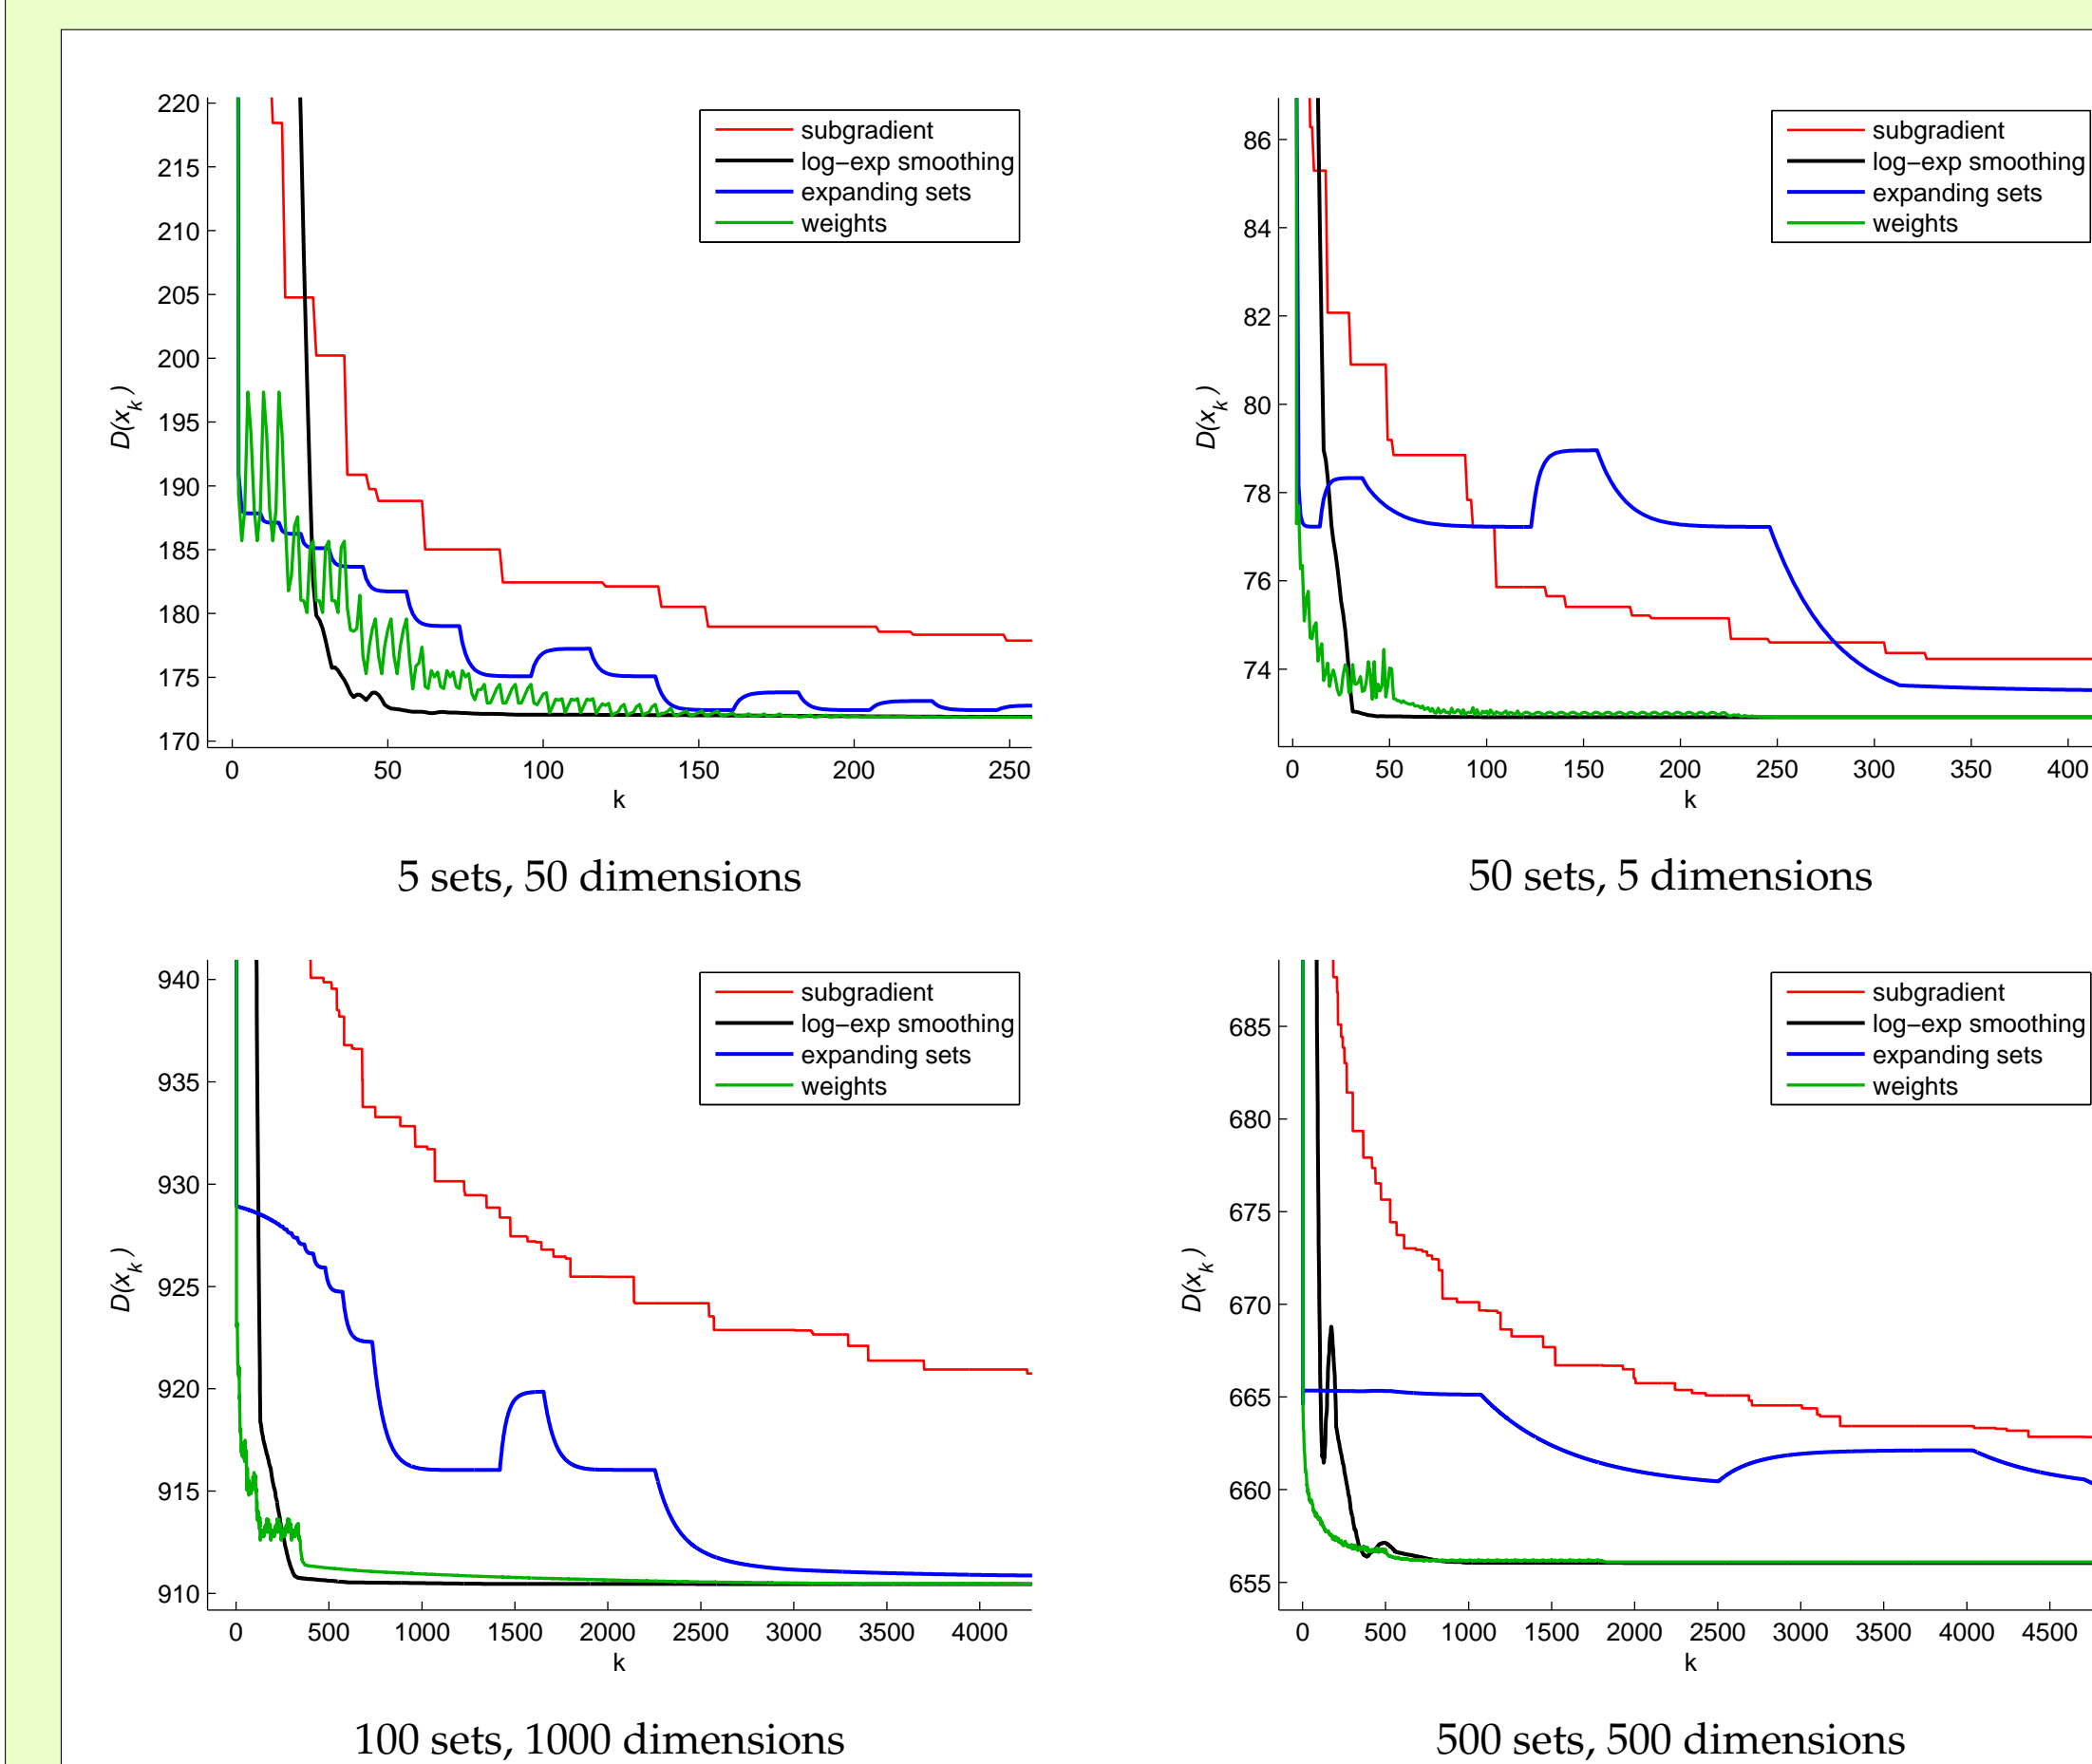 220
215
210
205
200
195
190
185
180
175
170
D(x_k)
0 50 100 150 200 250
k
subgradient
log−exp smoothing
expanding sets
weights
5 sets, 50 dimensions
86
84
82
80
78
76
74
D(x_k)
0 50 100 150 200 250 300 350 400
k
subgradient
log−exp smoothing
expanding sets
weights
50 sets, 5 dimensions
940
935
930
925
920
915
910
D(x_k)
0 500 1000 1500 2000 2500 3000 3500 4000
k
subgradient
log−exp smoothing
expanding sets
weights
100 sets, 1000 dimensions
685
680
675
670
665
660
655
D(x_k)
0 500 1000 1500 2000 2500 3000 3500 4000 4500
k
subgradient
log−exp smoothing
expanding sets
weights
500 sets, 500 dimensions